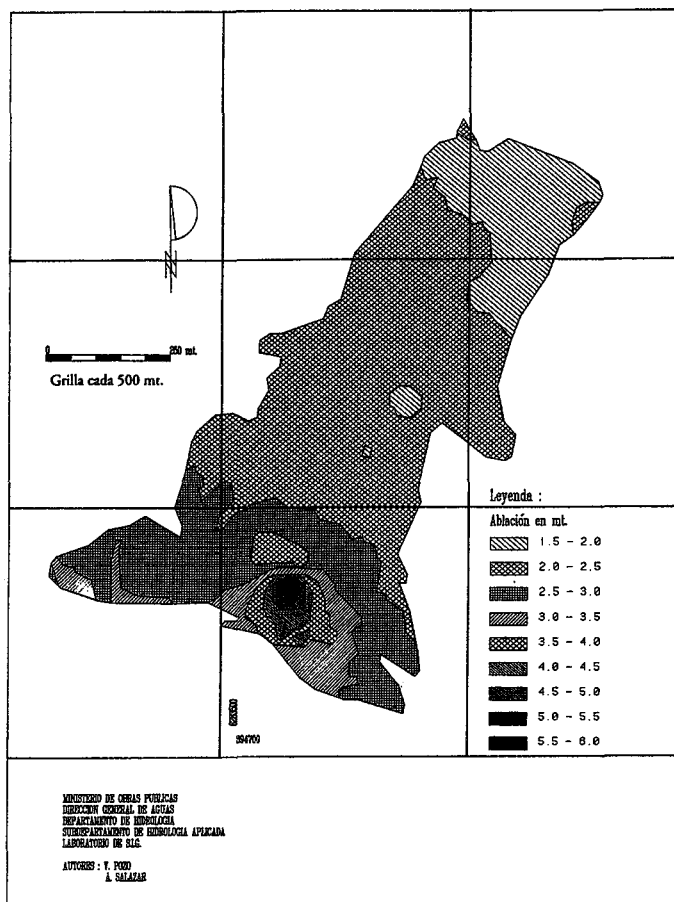 N
0 250 mt.
Grilla cada 500 mt.
Leyenda :
Ablación en mt.
1.5 - 2.0
2.0 - 2.5
2.5 - 3.0
3.0 - 3.5
3.5 - 4.0
4.0 - 4.5
4.5 - 5.0
5.0 - 5.5
5.5 - 6.0
394700
MINISTERIO DE OBRAS PUBLICAS
DIRECCION GENERAL DE AGUAS
DEPARTAMENTO DE HIDROLOGIA
SUBDEPARTAMENTO DE HIDROLOGIA APLICADA
LABORATORIO DE SIG.
AUTORES : V. POZO
A. SALAZAR